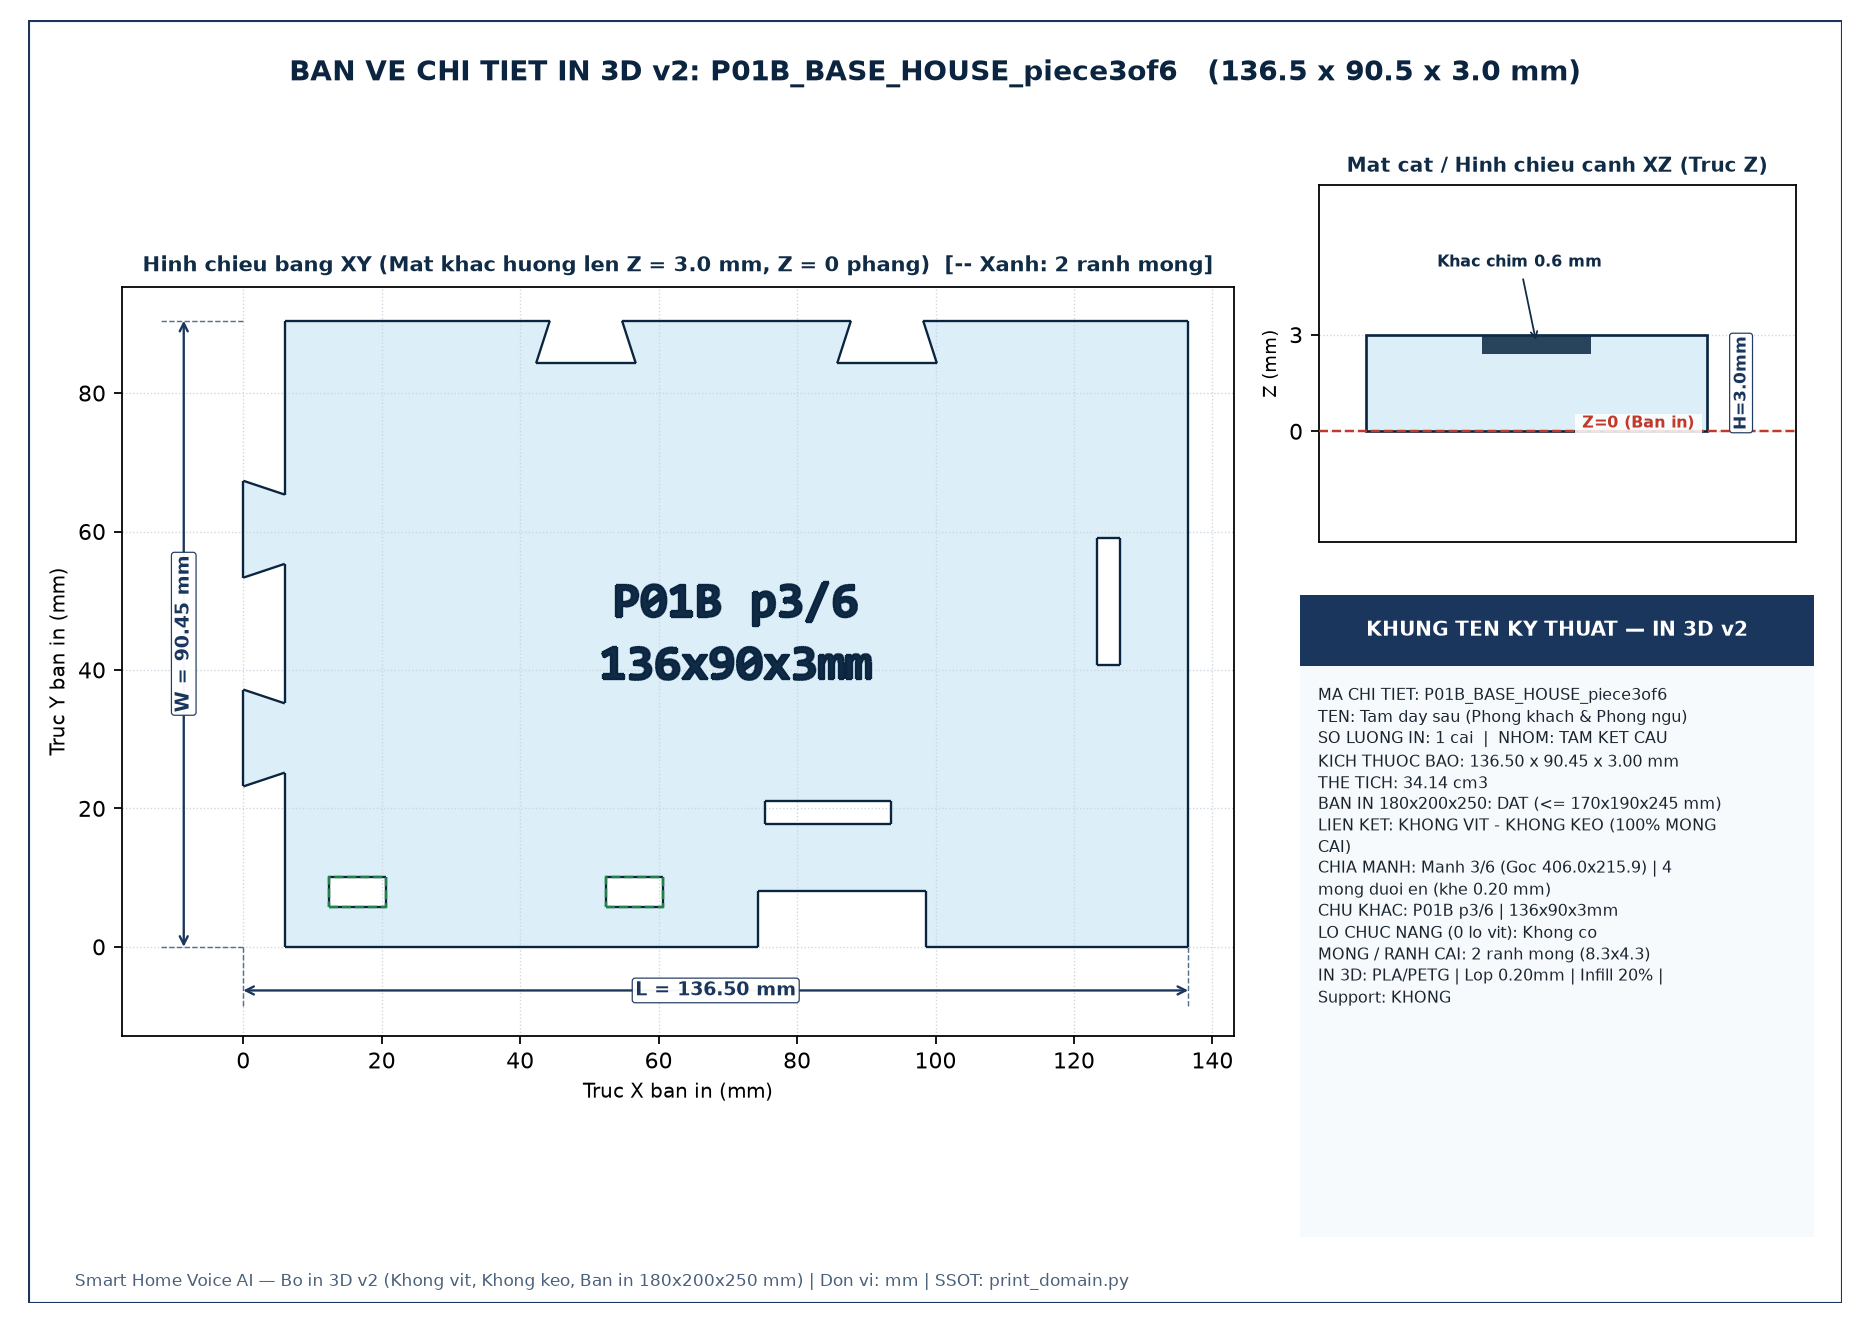 BAN VE CHI TIET IN 3D v2: P01B_BASE_HOUSE_piece3of6 (136.5 x 90.5 x 3.0 mm)
Hinh chieu bang XY (Mat khac huong len Z = 3.0 mm, Z = 0 phang) [-- Xanh: 2 ranh mong]
Truc Y ban in (mm)
80
60
40
20
0
W = 90.45 mm
P01B p3/6
136x90x3mm
L = 136.50 mm
0 20 40 60 80 100 120 140
Truc X ban in (mm)
Mat cat / Hinh chieu canh XZ (Truc Z)
Khac chim 0.6 mm
Z (mm)
3
0
Z=0 (Ban in)
H=3.0mm
KHUNG TEN KY THUAT — IN 3D v2
MA CHI TIET: P01B_BASE_HOUSE_piece3of6
TEN: Tam day sau (Phong khach & Phong ngu)
SO LUONG IN: 1 cai | NHOM: TAM KET CAU
KICH THUOC BAO: 136.50 x 90.45 x 3.00 mm
THE TICH: 34.14 cm3
BAN IN 180x200x250: DAT (<= 170x190x245 mm)
LIEN KET: KHONG VIT - KHONG KEO (100% MONG
CAI)
CHIA MANH: Manh 3/6 (Goc 406.0x215.9) | 4
mong duoi en (khe 0.20 mm)
CHU KHAC: P01B p3/6 | 136x90x3mm
LO CHUC NANG (0 lo vit): Khong co
MONG / RANH CAI: 2 ranh mong (8.3x4.3)
IN 3D: PLA/PETG | Lop 0.20mm | Infill 20% |
Support: KHONG
Smart Home Voice AI — Bo in 3D v2 (Khong vit, Khong keo, Ban in 180x200x250 mm) | Don vi: mm | SSOT: print_domain.py